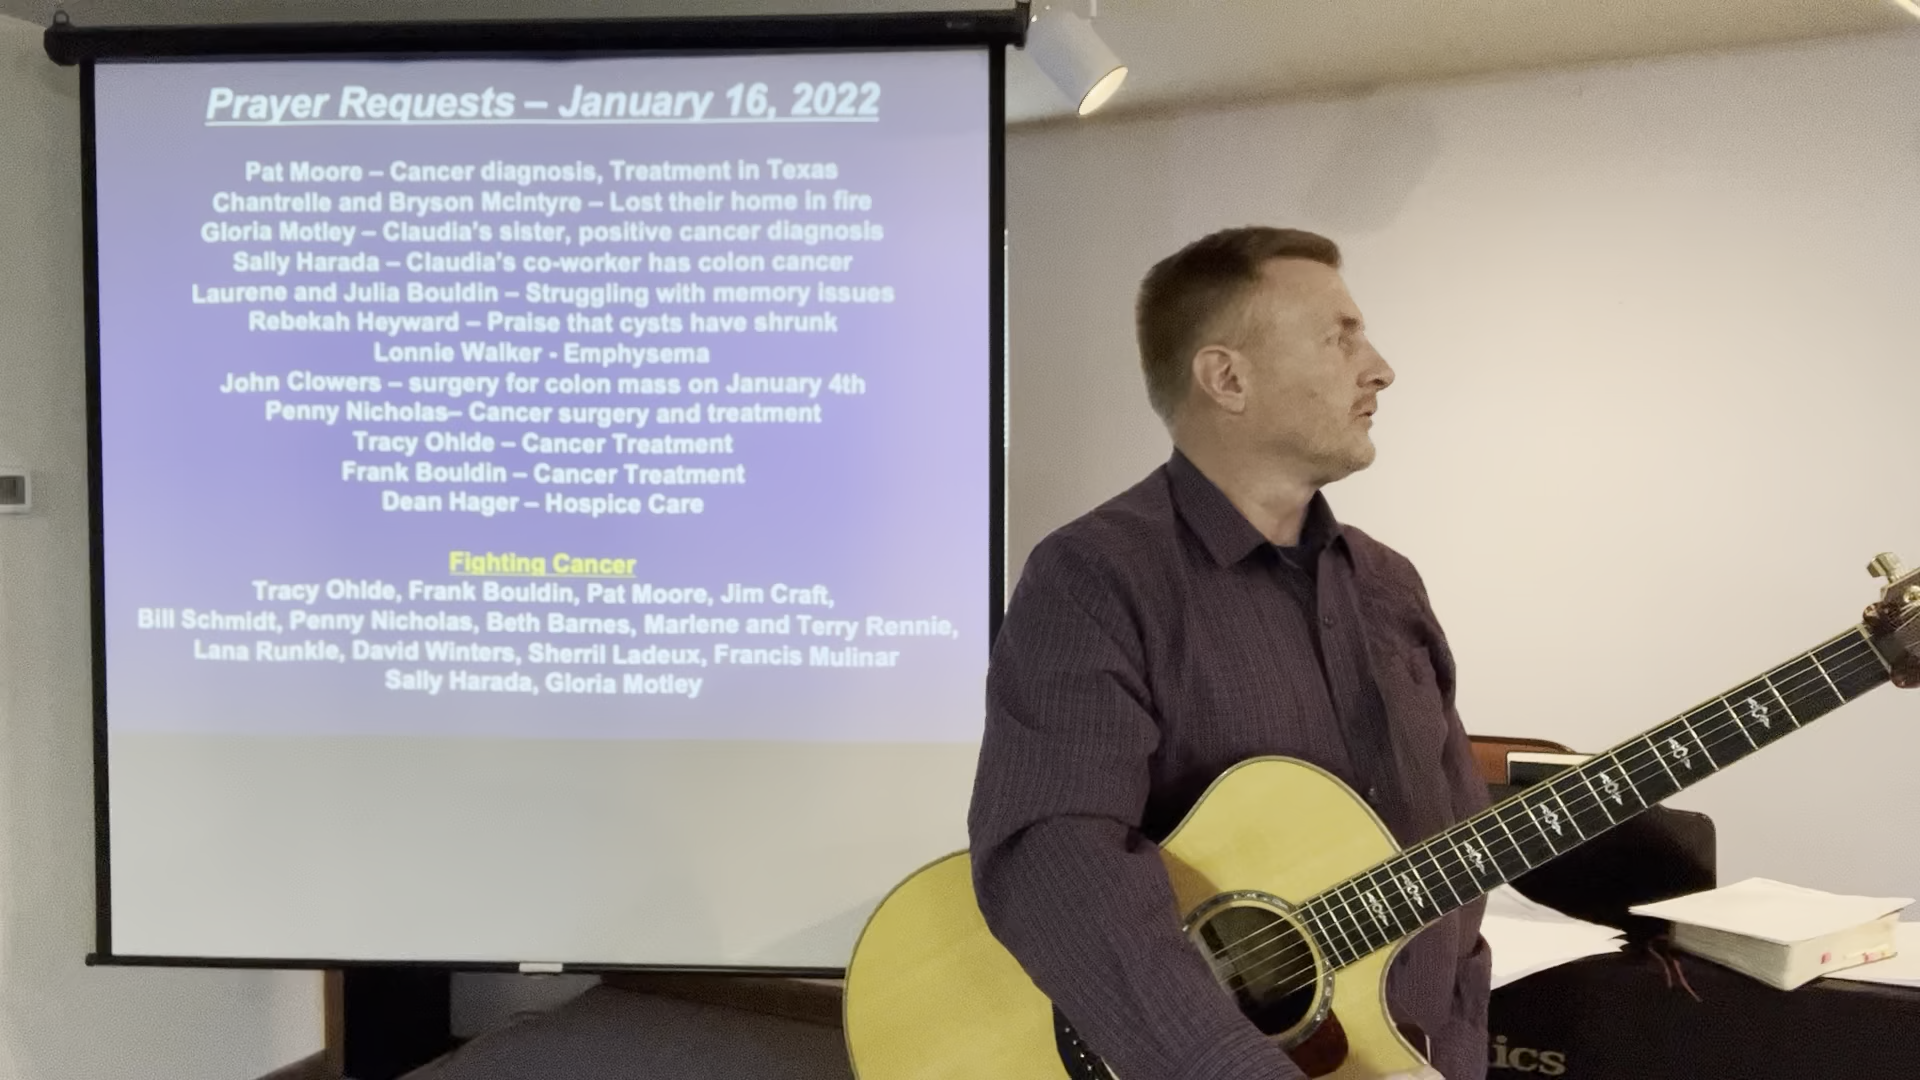 Prayer Requests – January 16, 2022
Pat Moore – Cancer diagnosis, Treatment in Texas
Chantrelle and Bryson McIntyre – Lost their home in fire
Gloria Motley – Claudia's sister, positive cancer diagnosis
Sally Harada – Claudia's co-worker has colon cancer
Laurene and Julia Bouldin – Struggling with memory issues
Rebekah Heyward – Praise that cysts have shrunk
Lonnie Walker - Emphysema
John Clowers – surgery for colon mass on January 4th
Penny Nicholas– Cancer surgery and treatment
Tracy Ohlde – Cancer Treatment
Frank Bouldin – Cancer Treatment
Dean Hager – Hospice Care
Fighting Cancer
Tracy Ohlde, Frank Bouldin, Pat Moore, Jim Craft,
Bill Schmidt, Penny Nicholas, Beth Barnes, Marlene and Terry Rennie,
Lana Runkle, David Winters, Sherril Ladeux, Francis Mulinar
Sally Harada, Gloria Motley
ics